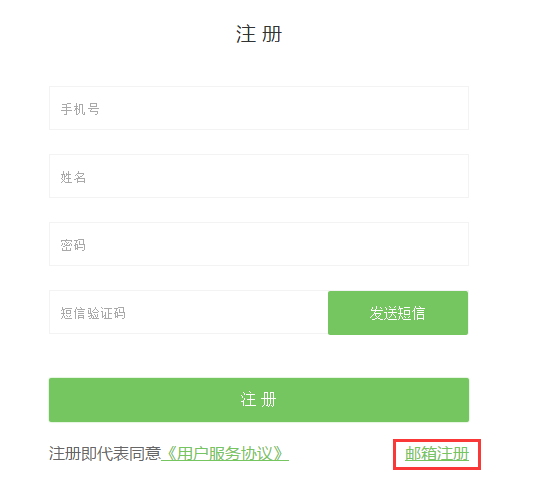 注 册
手机号
姓名
密码
短信验证码 发送短信
注 册
注册即代表同意《用户服务协议》 邮箱注册